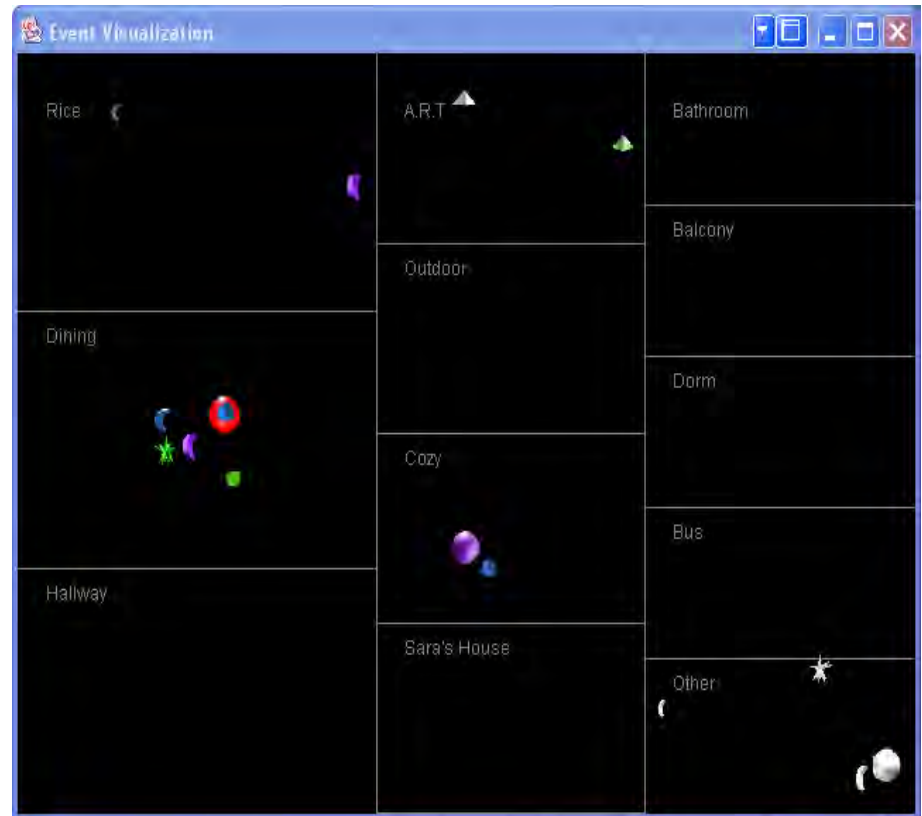 Event Visualization
Rice
A.R.T
Bathroom
Balcony
Outdoor
Dining
Dorm
Cozy
Bus
Hallway
Sara's House
Other